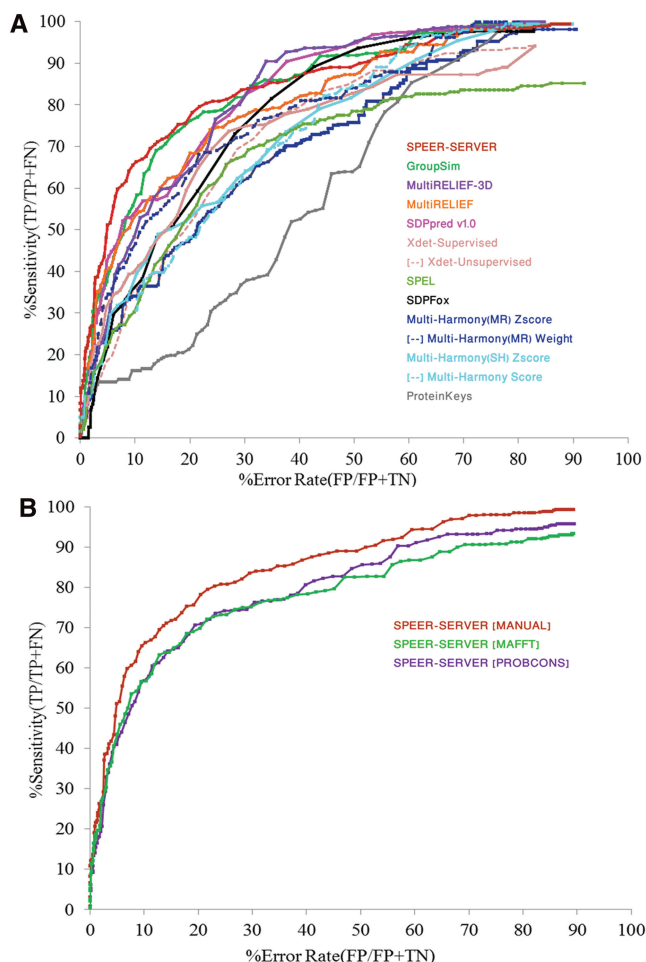 A
100
90
80
70
60
50
40
30
20
10
0
%Sensitivity(TP/TP+FN)
SPEER-SERVER
GroupSim
MultiRELIEF-3D
MultiRELIEF
SDPpred v1.0
Xdet-Supervised
[--] Xdet-Unsupervised
SPEL
SDPFox
Multi-Harmony(MR) Zscore
[--] Multi-Harmony(MR) Weight
Multi-Harmony(SH) Zscore
[--] Multi-Harmony Score
ProteinKeys
0 10 20 30 40 50 60 70 80 90 100
%Error Rate(FP/FP+TN)
B
100
90
80
70
60
50
40
30
20
10
0
%Sensitivity(TP/TP+FN)
SPEER-SERVER [MANUAL]
SPEER-SERVER [MAFFT]
SPEER-SERVER [PROBCONS]
0 10 20 30 40 50 60 70 80 90 100
%Error Rate(FP/FP+TN)